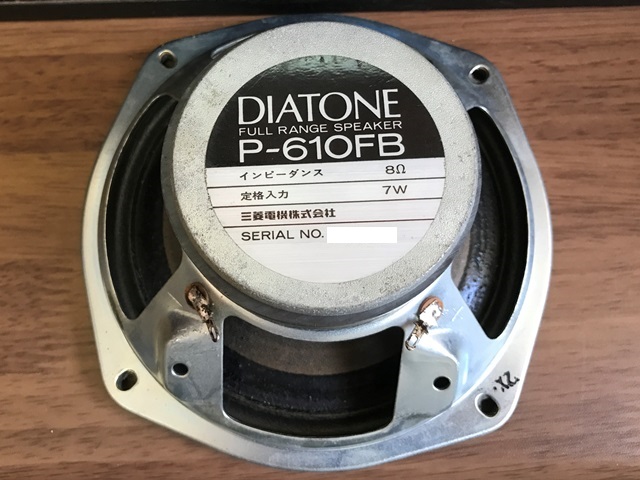 DIATONE
FULL RANGE SPEAKER
P-610FB
インピーダンス 8Ω
定格入力 7W
三菱電機株式会社
SERIAL NO.